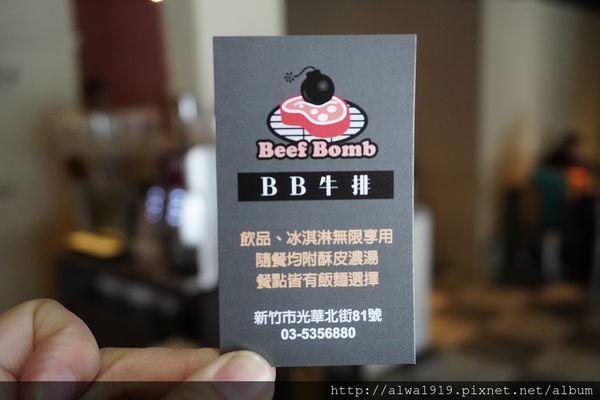 Beef Bomb
BB牛排
飲品、冰淇淋無限享用
隨餐均附酥皮濃湯
餐點皆有飯麵選擇
新竹市光華北街81號
03-5356880
http://alwa1919.pixnet.net/album